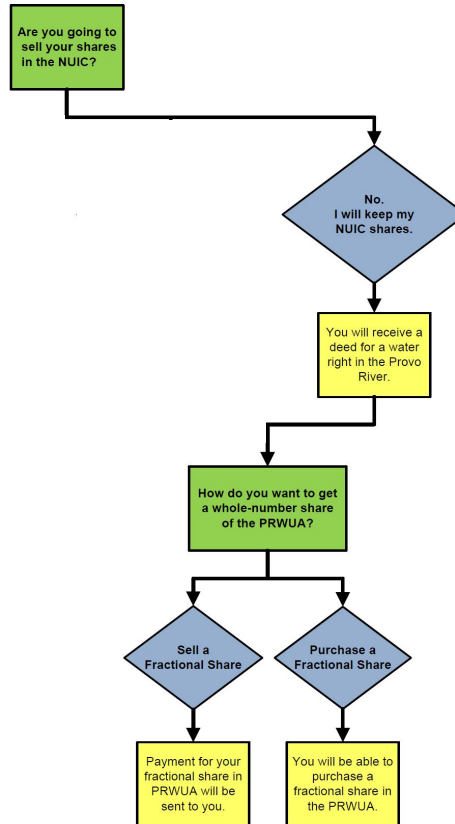 Are you going to
sell your shares
in the NUIC?
No.
I will keep my
NUIC shares.
You will receive a
deed for a water
right in the Provo
River.
How do you want to get
a whole-number share
of the PRWUA?
Sell a
Fractional Share
Purchase a
Fractional Share
Payment for your
fractional share in
PRWUA will be
sent to you.
You will be able to
purchase a
fractional share in
the PRWUA.